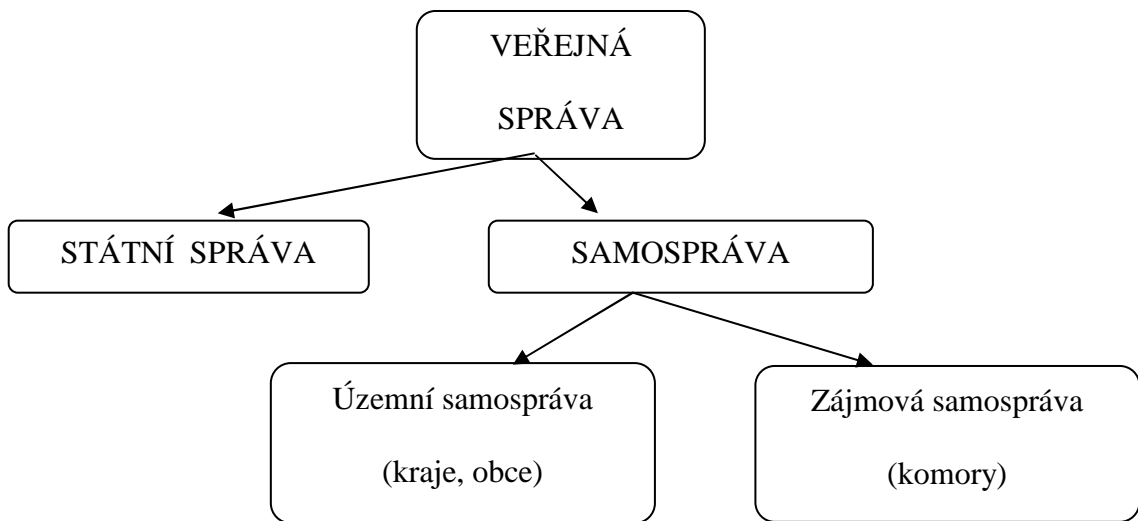 VEŘEJNÁ
SPRÁVA
STÁTNÍ SPRÁVA
SAMOSPRÁVA
Územní samospráva
(kraje, obce)
Zájmová samospráva
(komory)